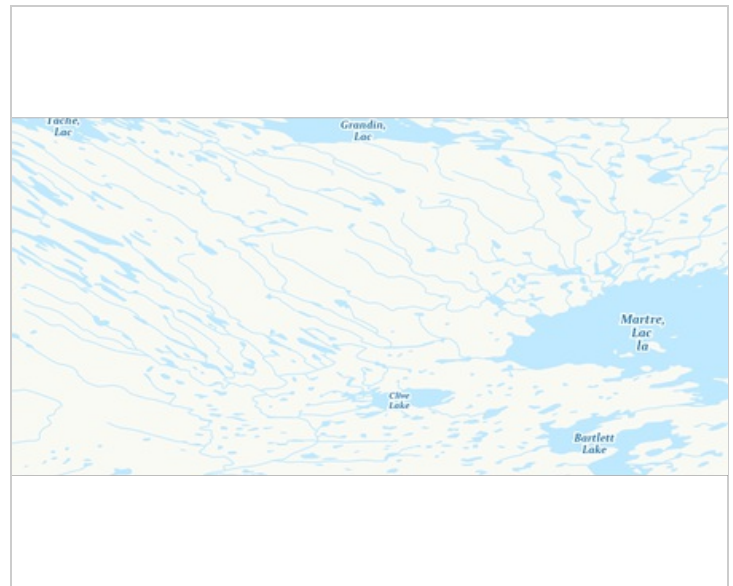 Tache,
Lac
Grandin,
Lac
Martre,
Lac
la
Clive
Lake
Bartlett
Lake